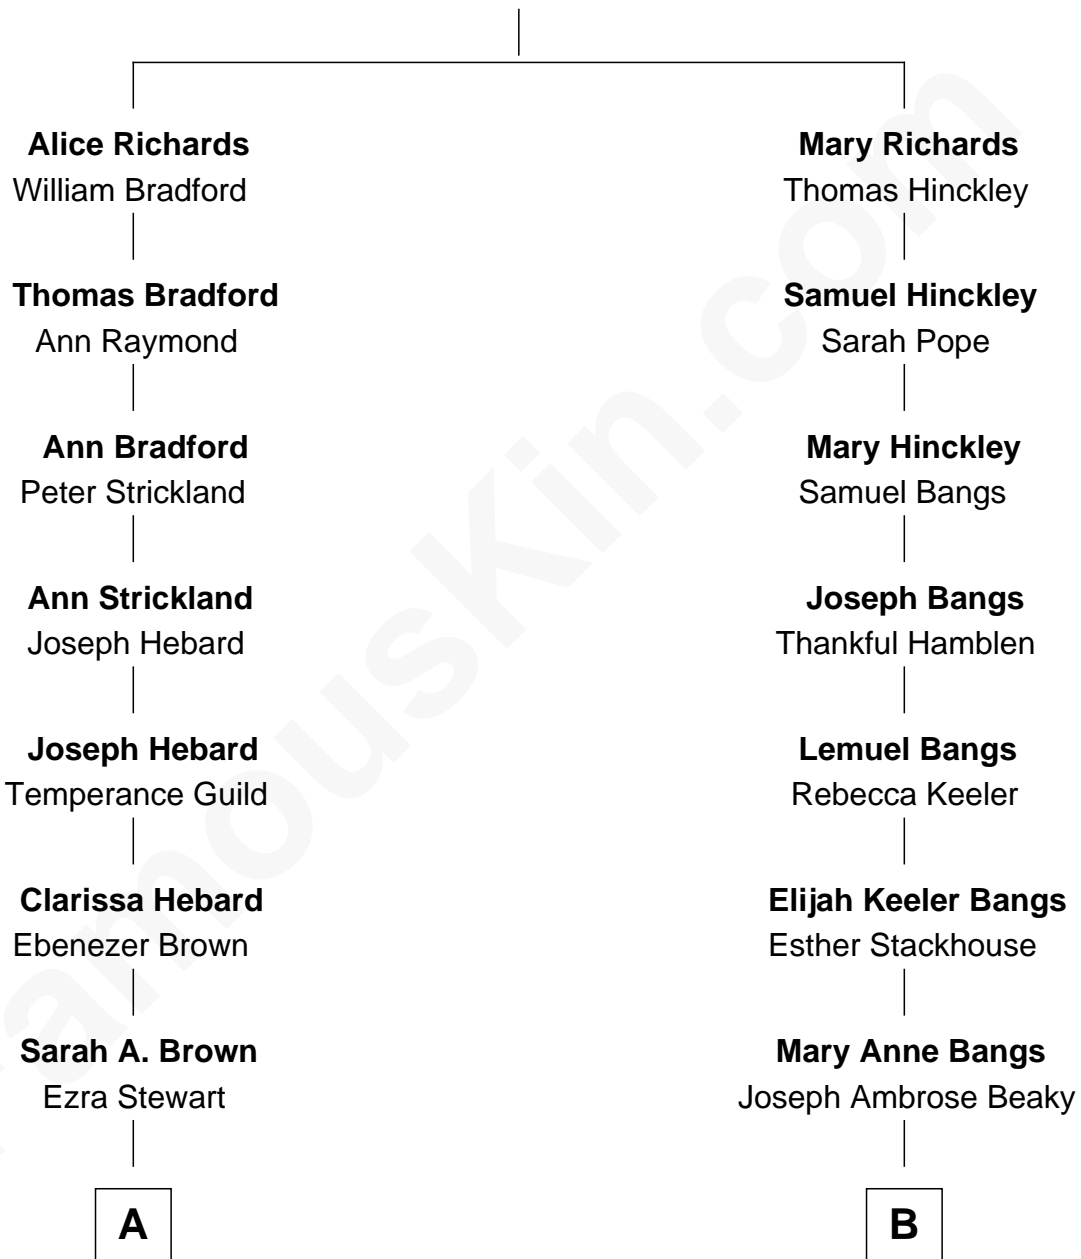 Alice Richards
William Bradford
Thomas Bradford
Ann Raymond
Ann Bradford
Peter Strickland
Ann Strickland
Joseph Hebard
Joseph Hebard
Temperance Guild
Clarissa Hebard
Ebenezer Brown
Sarah A. Brown
Ezra Stewart
A
Mary Richards
Thomas Hinckley
Samuel Hinckley
Sarah Pope
Mary Hinckley
Samuel Bangs
Joseph Bangs
Thankful Hamblen
Lemuel Bangs
Rebecca Keeler
Elijah Keeler Bangs
Esther Stackhouse
Mary Anne Bangs
Joseph Ambrose Beaky
B
FamousKin.com